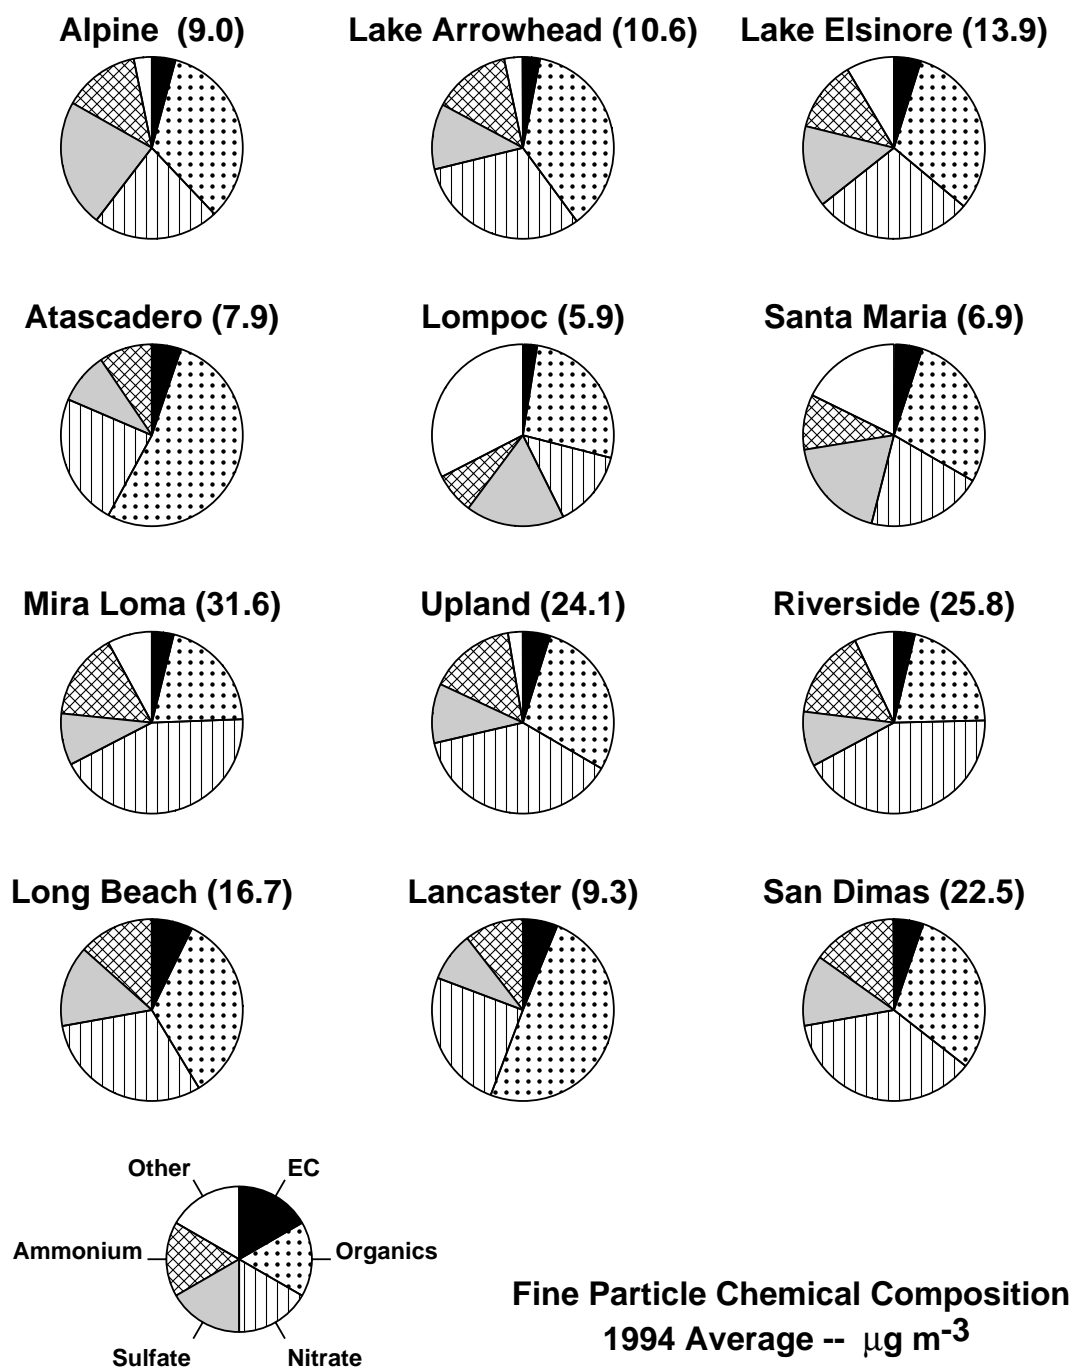 Alpine (9.0)
Lake Arrowhead (10.6)
Lake Elsinore (13.9)
Atascadero (7.9)
Lompoc (5.9)
Santa Maria (6.9)
Mira Loma (31.6)
Upland (24.1)
Riverside (25.8)
Long Beach (16.7)
Lancaster (9.3)
San Dimas (22.5)
Other
EC
Ammonium
Organics
Sulfate
Nitrate
Fine Particle Chemical Composition
1994 Average -- μg m-3